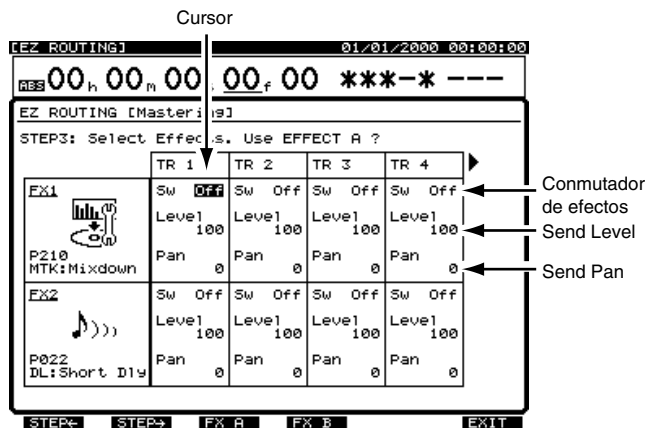 Cursor
[EZ ROUTING] 01/01/2000 00:00:00
ABS 00h 00m 00s 00f 00 ***-* ---
EZ ROUTING [Mastering]
STEP3: Select Effects. Use EFFECT A ?
TR 1 TR 2 TR 3 TR 4
FX1 Sw Off Sw Off Sw Off Sw Off
Level Level Level Level
100 100 100 100
P210 Pan Pan Pan Pan
MTK:Mixdown 0 0 0 0
FX2 Sw Off Sw Off Sw Off Sw Off
Level Level Level Level
100 100 100 100
P022 Pan Pan Pan Pan
DL:Short Dly 0 0 0 0
STEP← STEP→ FX A FX B EXIT
Conmutador
de efectos
Send Level
Send Pan